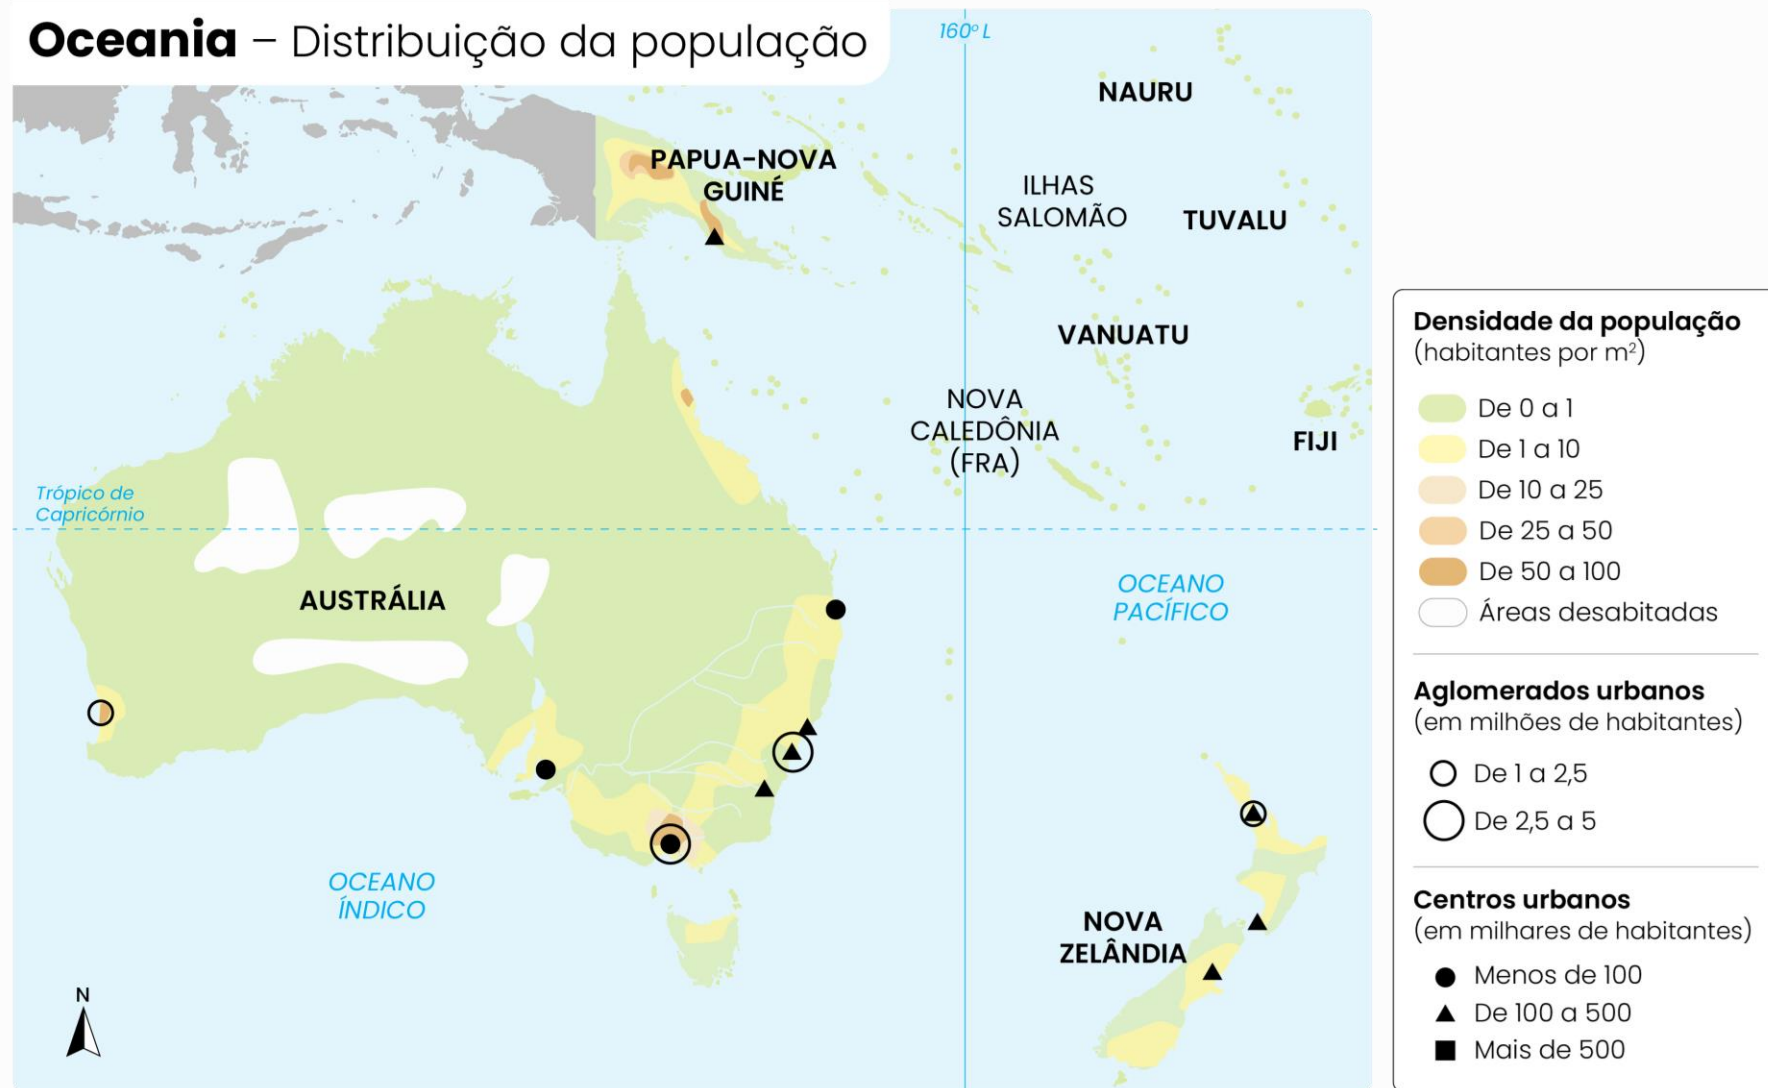 Oceania – Distribuição da população
160º L
NAURU
PAPUA-NOVA
GUINÉ
ILHAS
SALOMÃO
TUVALU
VANUATU
NOVA
CALEDÔNIA
(FRA)
FIJI
Trópico de
Capricórnio
AUSTRÁLIA
OCEANO
PACÍFICO
OCEANO
ÍNDICO
NOVA
ZELÂNDIA
N
Densidade da população
(habitantes por m²)
De 0 a 1
De 1 a 10
De 10 a 25
De 25 a 50
De 50 a 100
Áreas desabitadas
Aglomerados urbanos
(em milhões de habitantes)
De 1 a 2,5
De 2,5 a 5
Centros urbanos
(em milhares de habitantes)
Menos de 100
De 100 a 500
Mais de 500